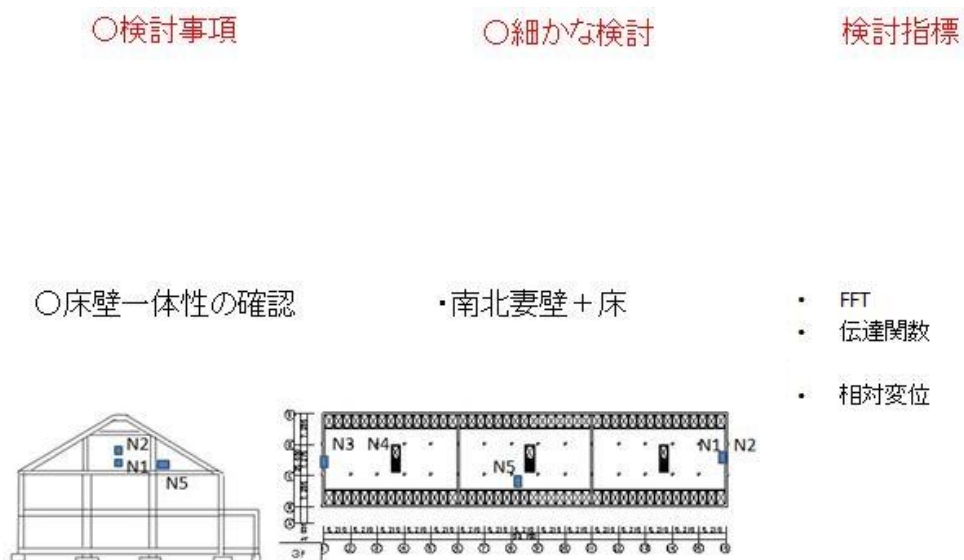 ○検討事項
○細かな検討
検討指標
○床壁一体性の確認
・南北妻壁+床
• FFT
• 伝達関数
• 相対変位
N2
N1
N5
N3 N4
N5
N1 N2
3F